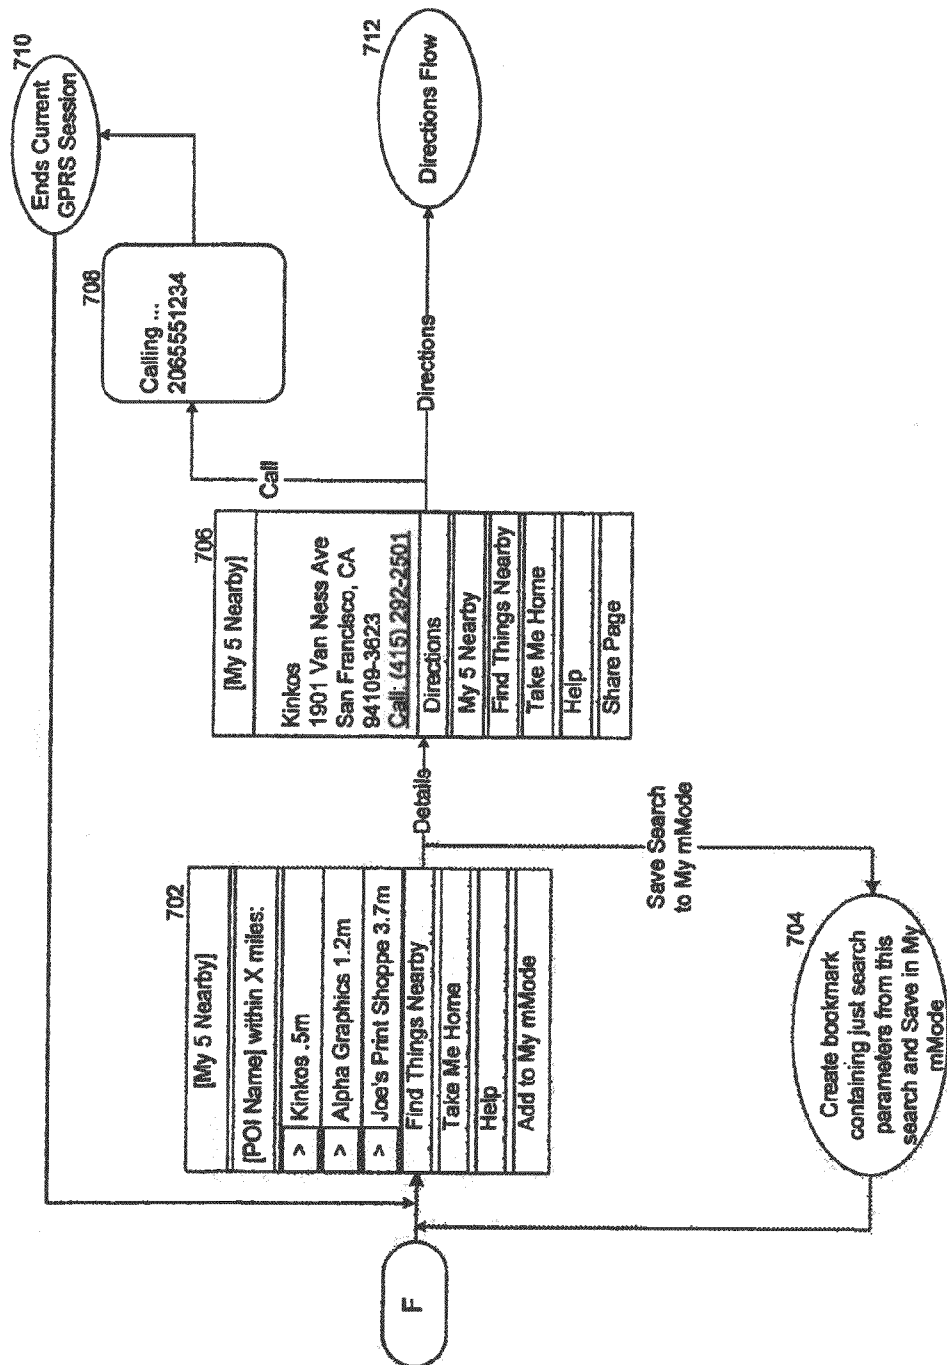 710
Ends Current
GPRS Session
708
Calling ...
2065551234
712
Directions Flow
Call
Directions
706
[My 5 Nearby]
Kinkos
1901 Van Ness Ave
San Francisco, CA
94109-3623
Call: (415) 292-2501
Directions
My 5 Nearby
Find Things Nearby
Take Me Home
Help
Share Page
Details
Save Search
to My mMode
702
[My 5 Nearby]
[POI Name] within X miles:
> Kinkos .5m
> Alpha Graphics 1.2m
> Joe's Print Shoppe 3.7m
Find Things Nearby
Take Me Home
Help
Add to My mMode
704
Create bookmark
containing just search
parameters from this
search and Save in My
mMode
F